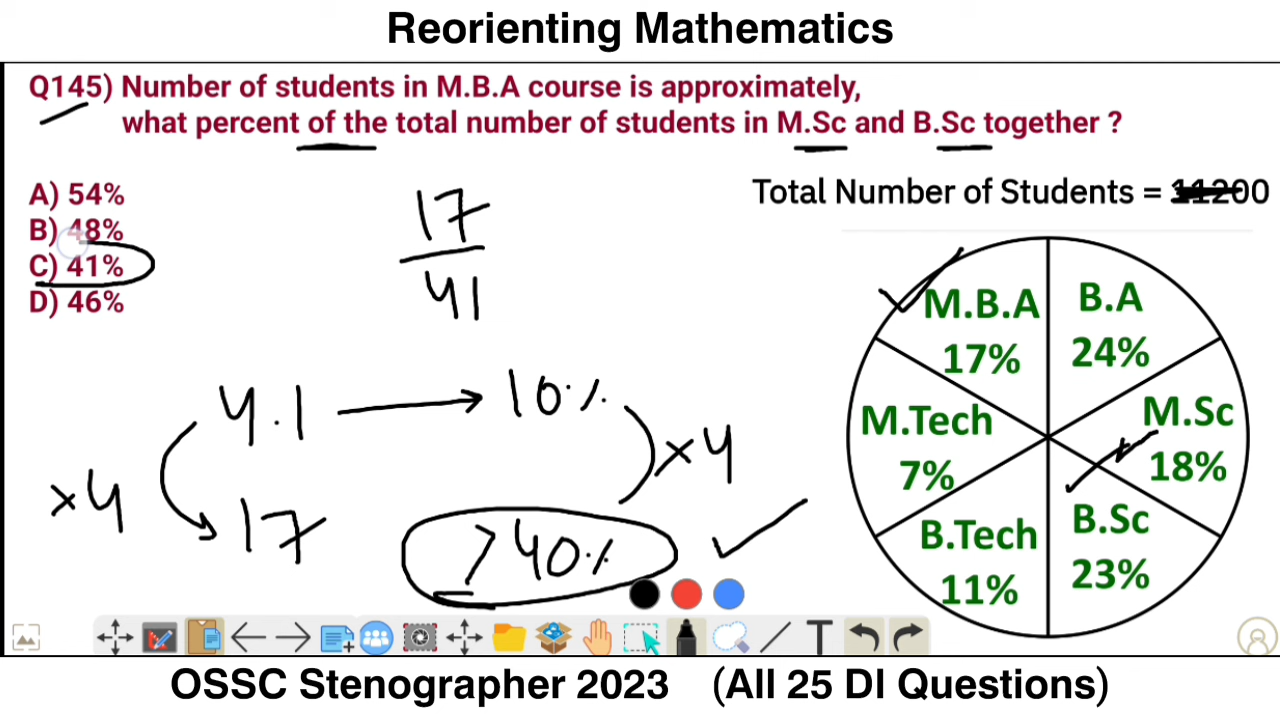 Reorienting Mathematics
Q145) Number of students in M.B.A course is approximately,
what percent of the total number of students in M.Sc and B.Sc together ?
A) 54%
B) 48%
C) 41%
D) 46%
17
41
4.1 → 10%
×4
×4
17
>40%
Total Number of Students = 11200
M.B.A
17%
B.A
24%
M.Tech
7%
M.Sc
18%
B.Tech
11%
B.Sc
23%
T
OSSC Stenographer 2023 (All 25 DI Questions)